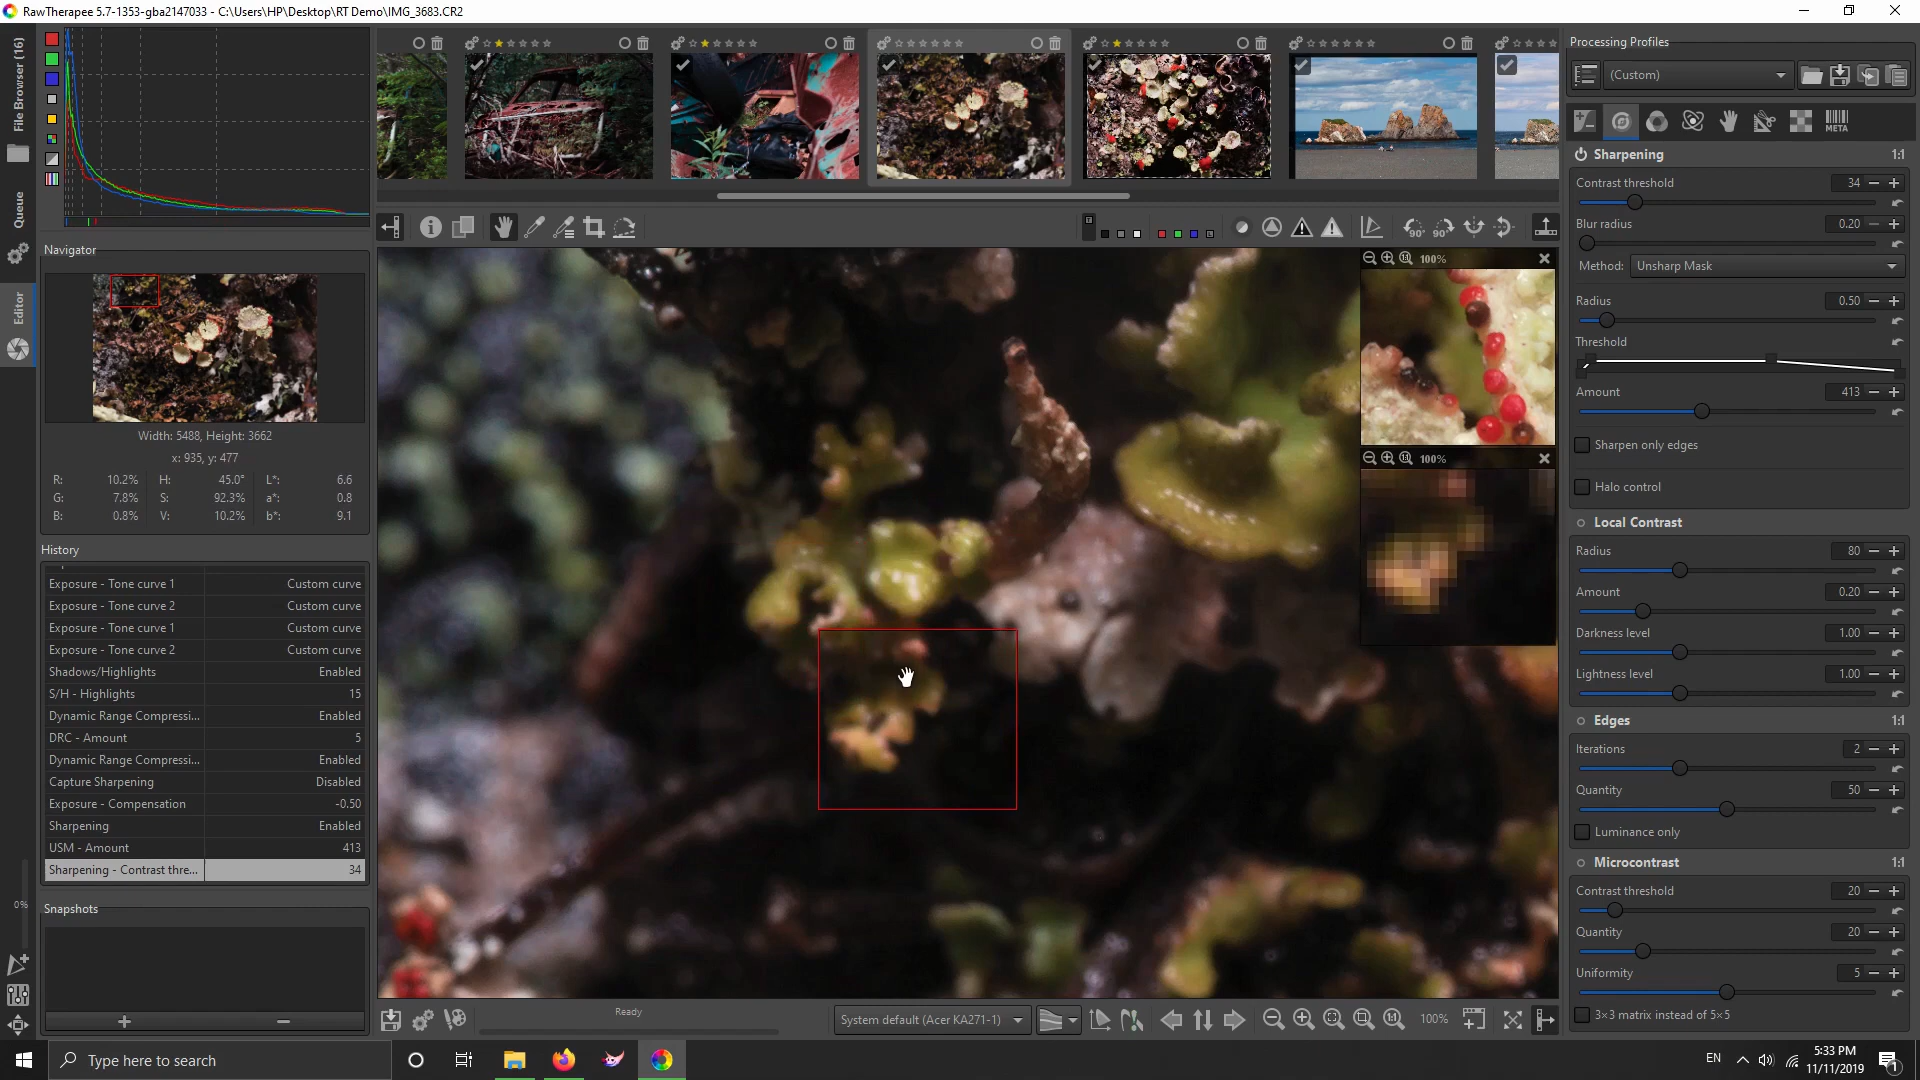 RawTherapee 5.7-1353-gba2147033 - C:\Users\HP\Desktop\RT Demo\IMG_3683.CR2
File Browser (16)
Queue
Editor
0%
Navigator
Width: 5488, Height: 3662
x: 935, y: 477
R: 10.2% H: 45.0° L*: 6.6
G: 7.8% S: 92.3% a*: 0.8
B: 0.8% V: 10.2% b*: 9.1
History
Exposure - Tone curve 1 Custom curve
Exposure - Tone curve 2 Custom curve
Exposure - Tone curve 1 Custom curve
Exposure - Tone curve 2 Custom curve
Shadows/Highlights Enabled
S/H - Highlights 15
Dynamic Range Compressi... Enabled
DRC - Amount 5
Dynamic Range Compressi... Enabled
Capture Sharpening Disabled
Exposure - Compensation -0.50
Sharpening Enabled
USM - Amount 413
Sharpening - Contrast thre... 34
Snapshots
100%
100%
Ready
System default (Acer KA271-1)
90° 90°
1:1
100%
Processing Profiles
(Custom)
META
Sharpening 1:1
Contrast threshold 34
Blur radius 0.20
Method: Unsharp Mask
Radius 0.50
Threshold
Amount 413
Sharpen only edges
Halo control
Local Contrast
Radius 80
Amount 0.20
Darkness level 1.00
Lightness level 1.00
Edges 1:1
Iterations 2
Quantity 50
Luminance only
Microcontrast 1:1
Contrast threshold 20
Quantity 20
Uniformity 5
3×3 matrix instead of 5×5
Type here to search
EN
5:33 PM
11/11/2019
1